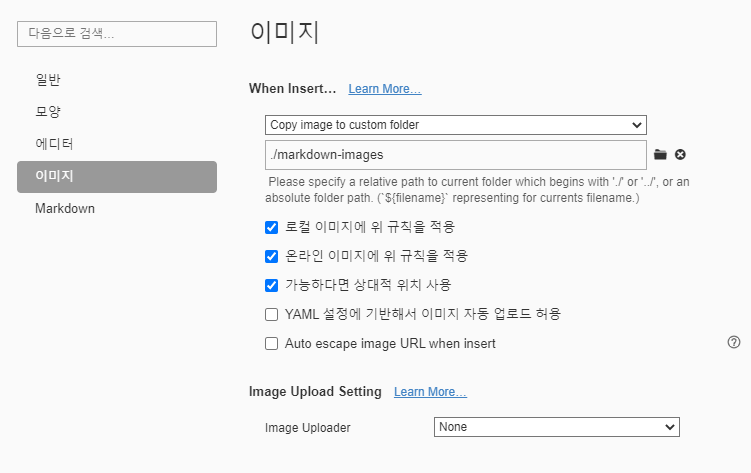 다음으로 검색...
일반
모양
에디터
이미지
Markdown
이미지
When Insert... Learn More...
Copy image to custom folder
./markdown-images
Please specify a relative path to current folder which begins with './' or '../', or an
absolute folder path. (`${filename}` representing for currents filename.)
로컬 이미지에 위 규칙을 적용
온라인 이미지에 위 규칙을 적용
가능하다면 상대적 위치 사용
YAML 설정에 기반해서 이미지 자동 업로드 허용
Auto escape image URL when insert
Image Upload Setting Learn More...
Image Uploader None